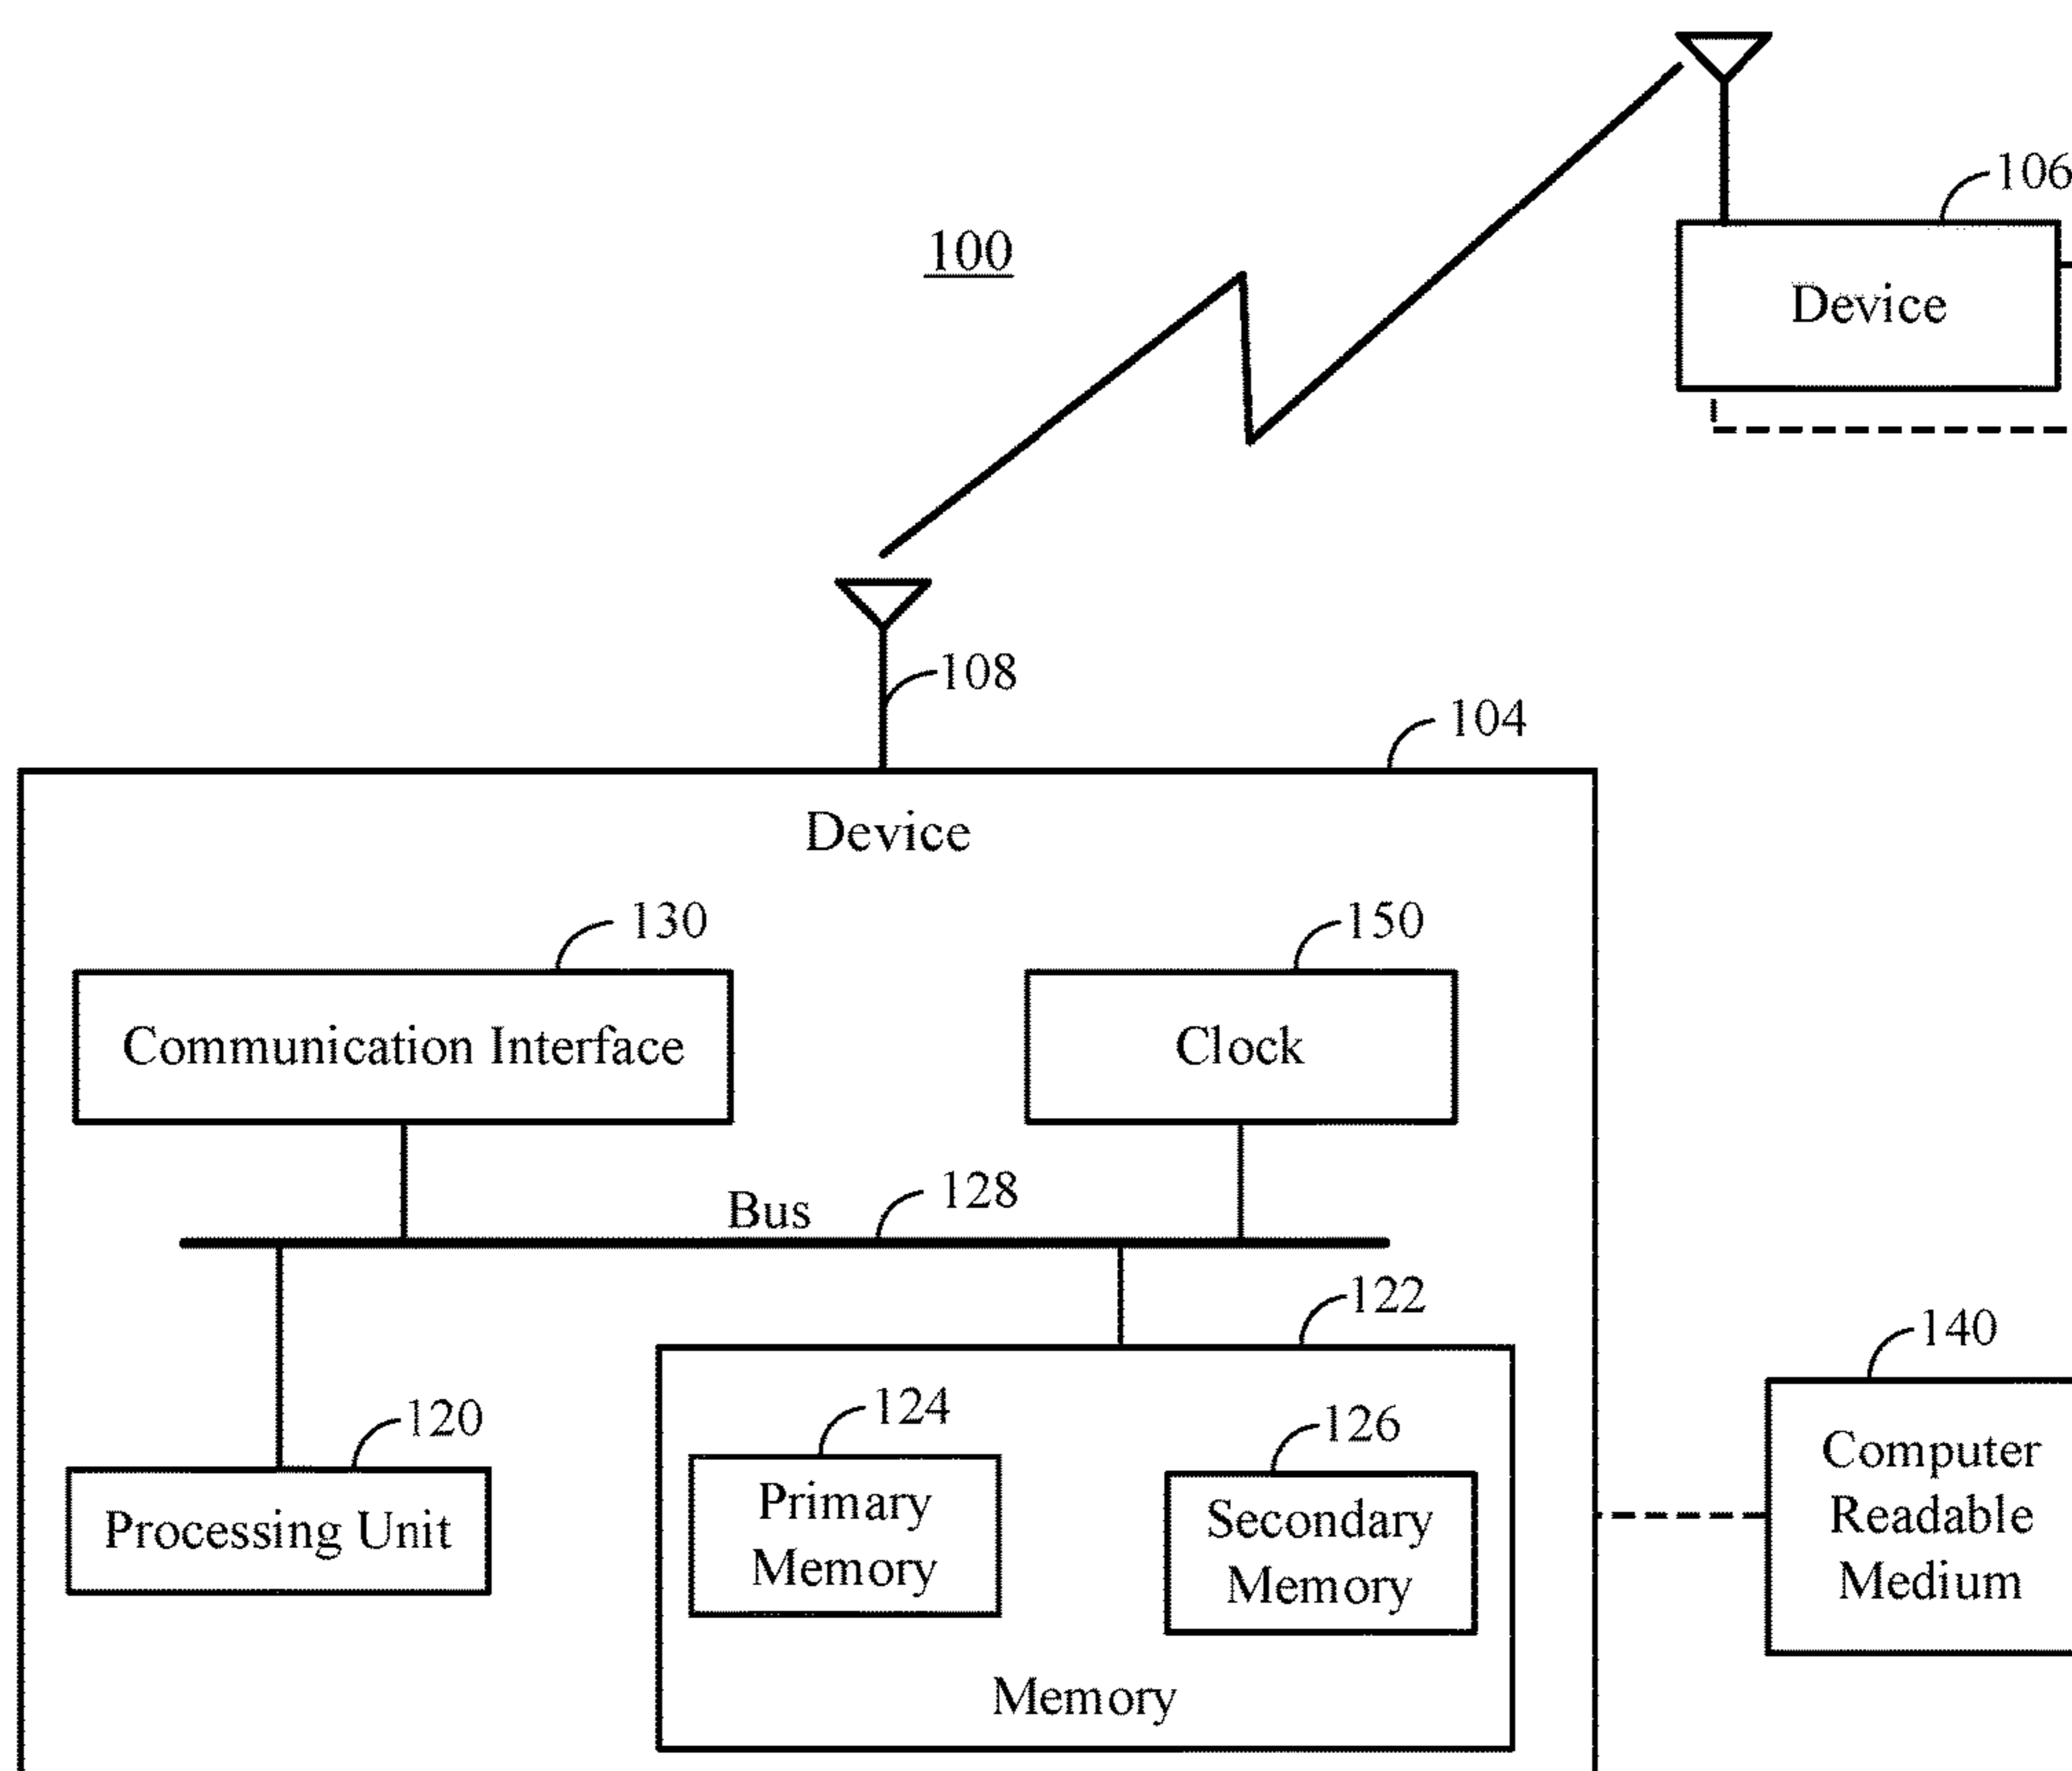 106
100
Device
108
104
Device
130
150
Communication Interface
Clock
Bus
128
122
140
124
126
120
Primary
Memory
Secondary
Memory
Processing Unit
Computer
Readable
Medium
Memory